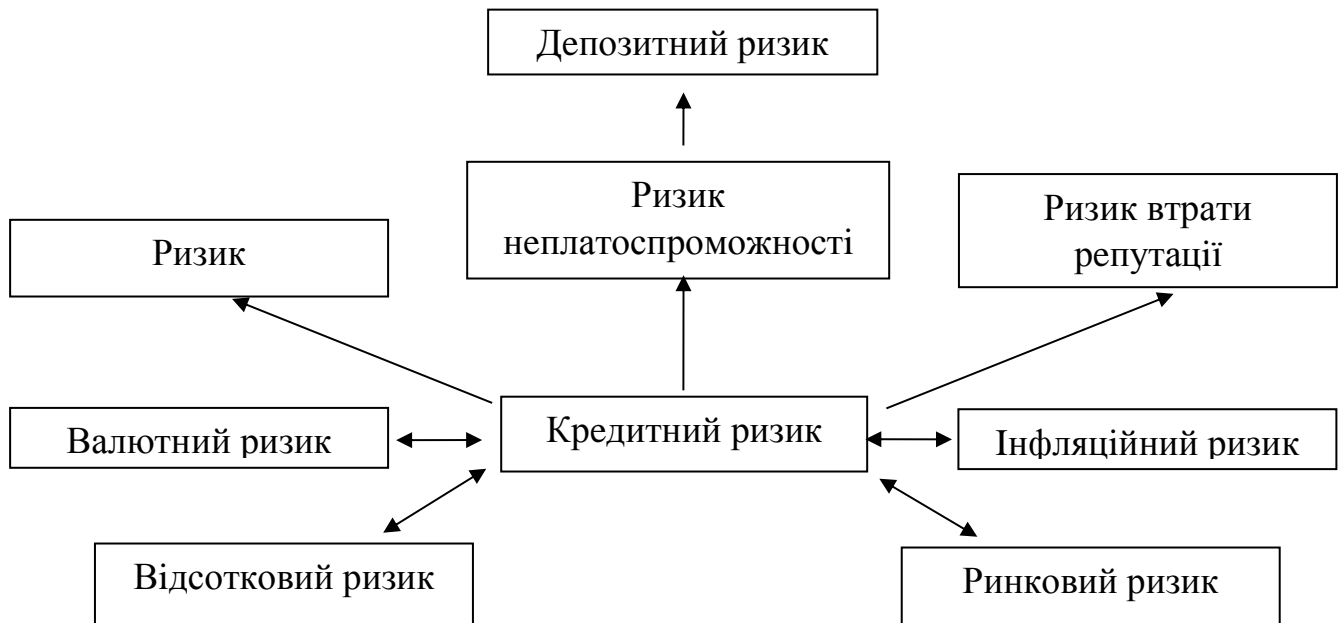 Депозитний ризик
Ризик
неплатоспроможності
Ризик втрати
репутації
Ризик
Валютний ризик
Кредитний ризик
Інфляційний ризик
Відсотковий ризик
Ринковий ризик